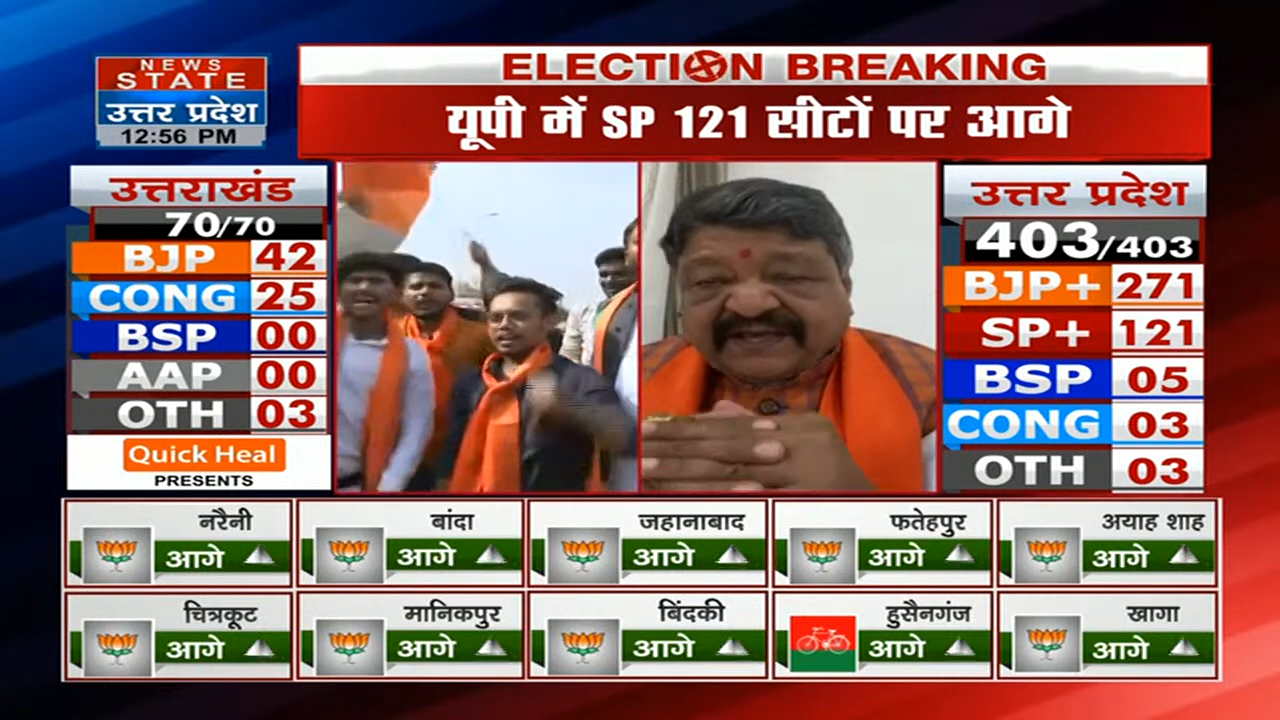 NEWS
STATE
उत्तर प्रदेश
12:56 PM
ELECTION BREAKING
यूपी में SP 121 सीटों पर आगे
उत्तराखंड
70/70
BJP 42
CONG 25
BSP 00
AAP 00
OTH 03
Quick Heal
PRESENTS
उत्तर प्रदेश
403/403
BJP+ 271
SP+ 121
BSP 05
CONG 03
OTH 03
नरैनी
आगे
बांदा
आगे
जहानाबाद
आगे
फतेहपुर
आगे
अयाह शाह
आगे
चित्रकूट
आगे
मानिकपुर
आगे
बिंदकी
आगे
हुसैनगंज
आगे
खागा
आगे